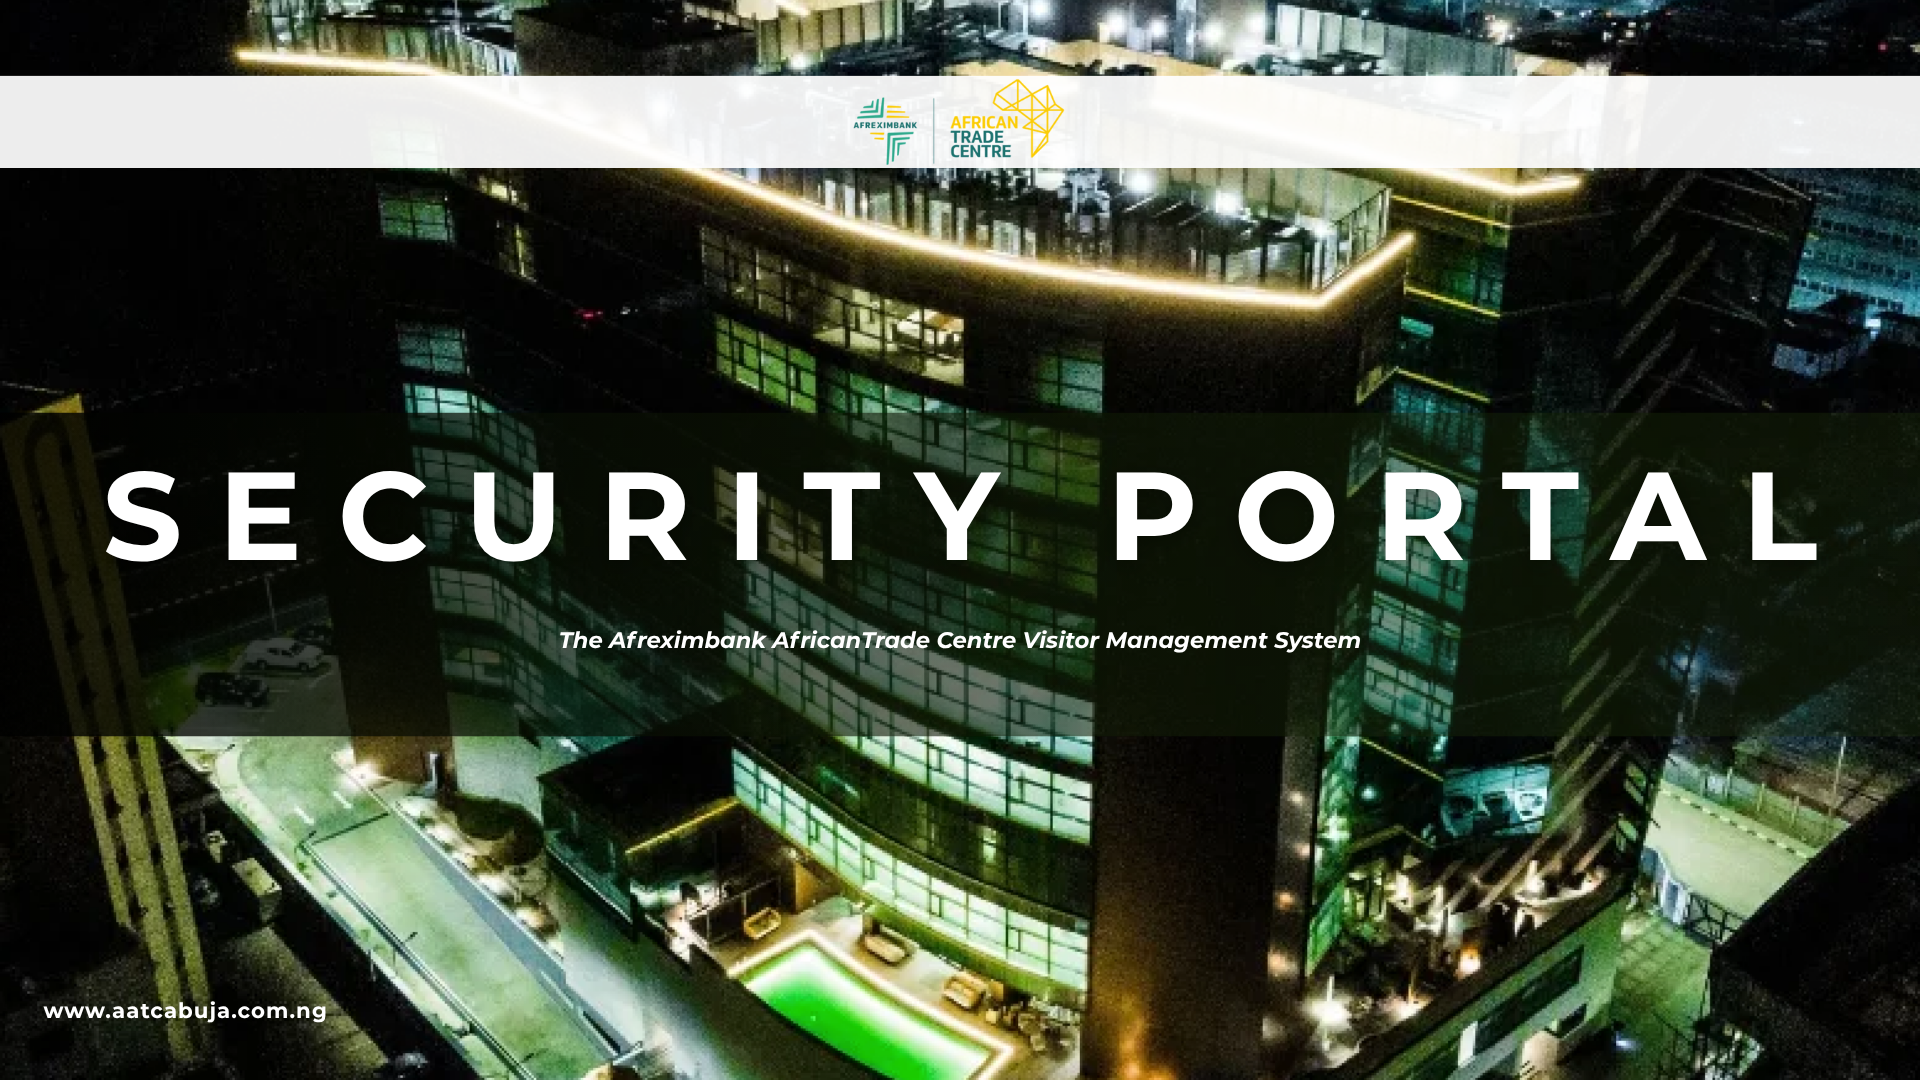 AFREXIMBANK
AFRICAN
TRADE
CENTRE
SECURITY PORTAL
The Afreximbank AfricanTrade Centre Visitor Management System
www.aatcabuja.com.ng